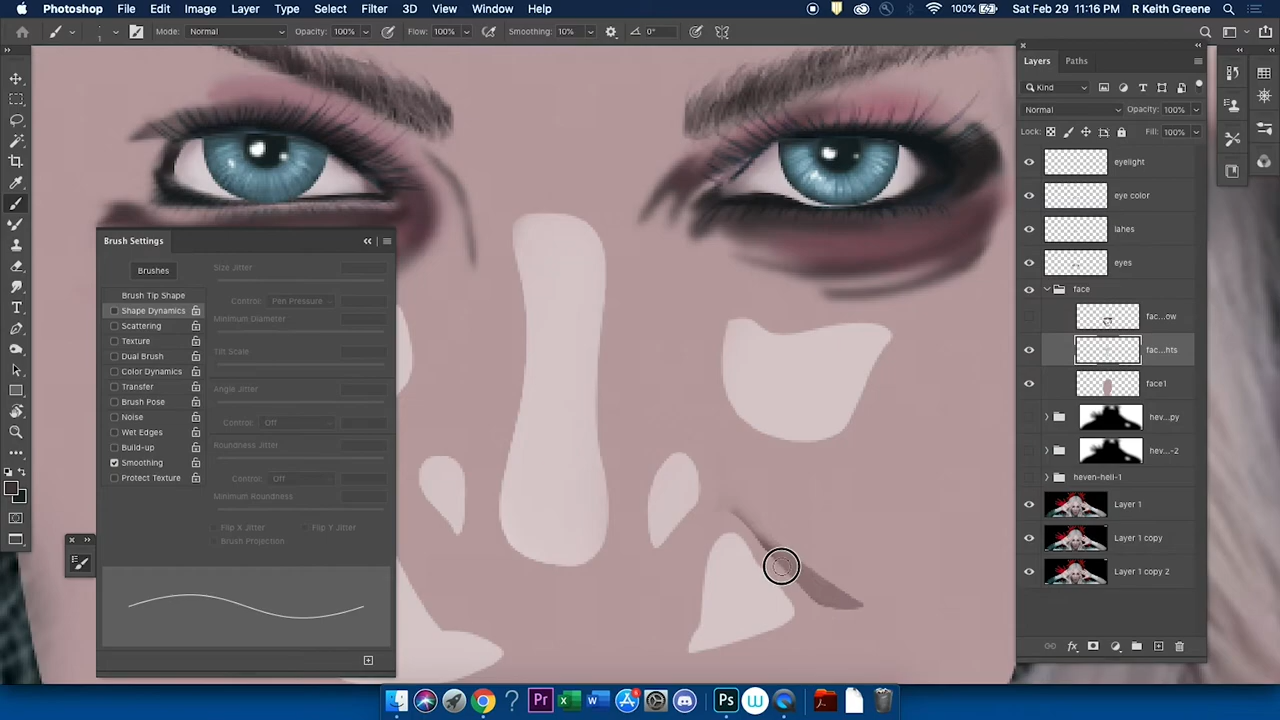 Photoshop File Edit Image Layer Type Select Filter 3D View Window Help 100% Sat Feb 29 11:16 PM R Keith Greene
1 Mode: Normal Opacity: 100% Flow: 100% Smoothing: 10% 0°
Layers Paths
Kind
Normal Opacity: 100%
Lock: Fill: 100%
eyelight
eye color
lahes
eyes
face
fac...ow
fac...hts
face1
hev...py
hev...-2
heven-hell-1
Layer 1
Layer 1 copy
Layer 1 copy 2
Brush Settings
Brushes
Brush Tip Shape
Shape Dynamics
Scattering
Texture
Dual Brush
Color Dynamics
Transfer
Brush Pose
Noise
Wet Edges
Build-up
Smoothing
Protect Texture
Size Jitter
Control: Pen Pressure
Minimum Diameter
Tilt Scale
Angle Jitter
Control: Off
Roundness Jitter
Control: Off
Minimum Roundness
Flip X Jitter Flip Y Jitter
Brush Projection
Pr W Ps W